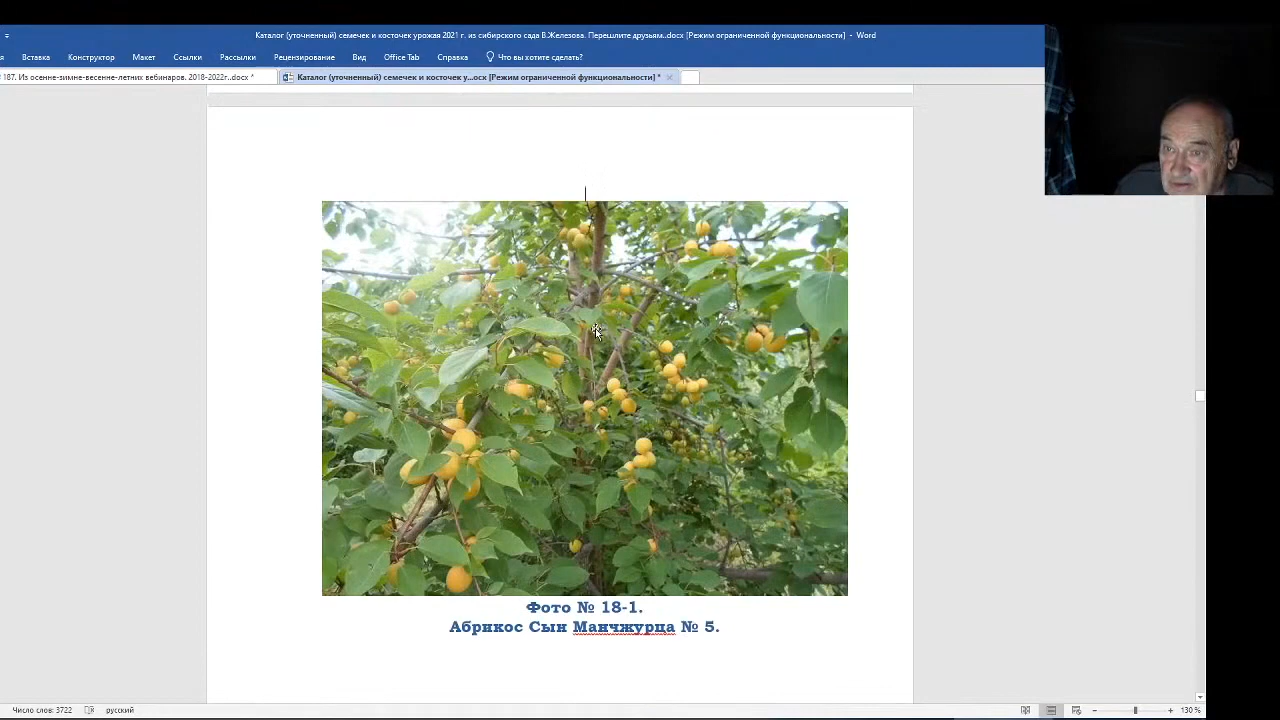 Каталог (уточненный) семечек и косточек урожая 2021 г. из сибирского сада В.Железова. Перешлите друзьям..docx [Режим ограниченной функциональности] - Word
я Вставка Конструктор Макет Ссылки Рассылки Рецензирование Вид Office Tab Справка Что вы хотите сделать?
187. Из осенне-зимне-весенне-летних вебинаров. 2018-2022г..docx *
Каталог (уточненный) семечек и косточек у...осх [Режим ограниченной функциональности] *
Фото № 18-1.
Абрикос Сын Манчжурца № 5.
Число слов: 3722 русский 130 %